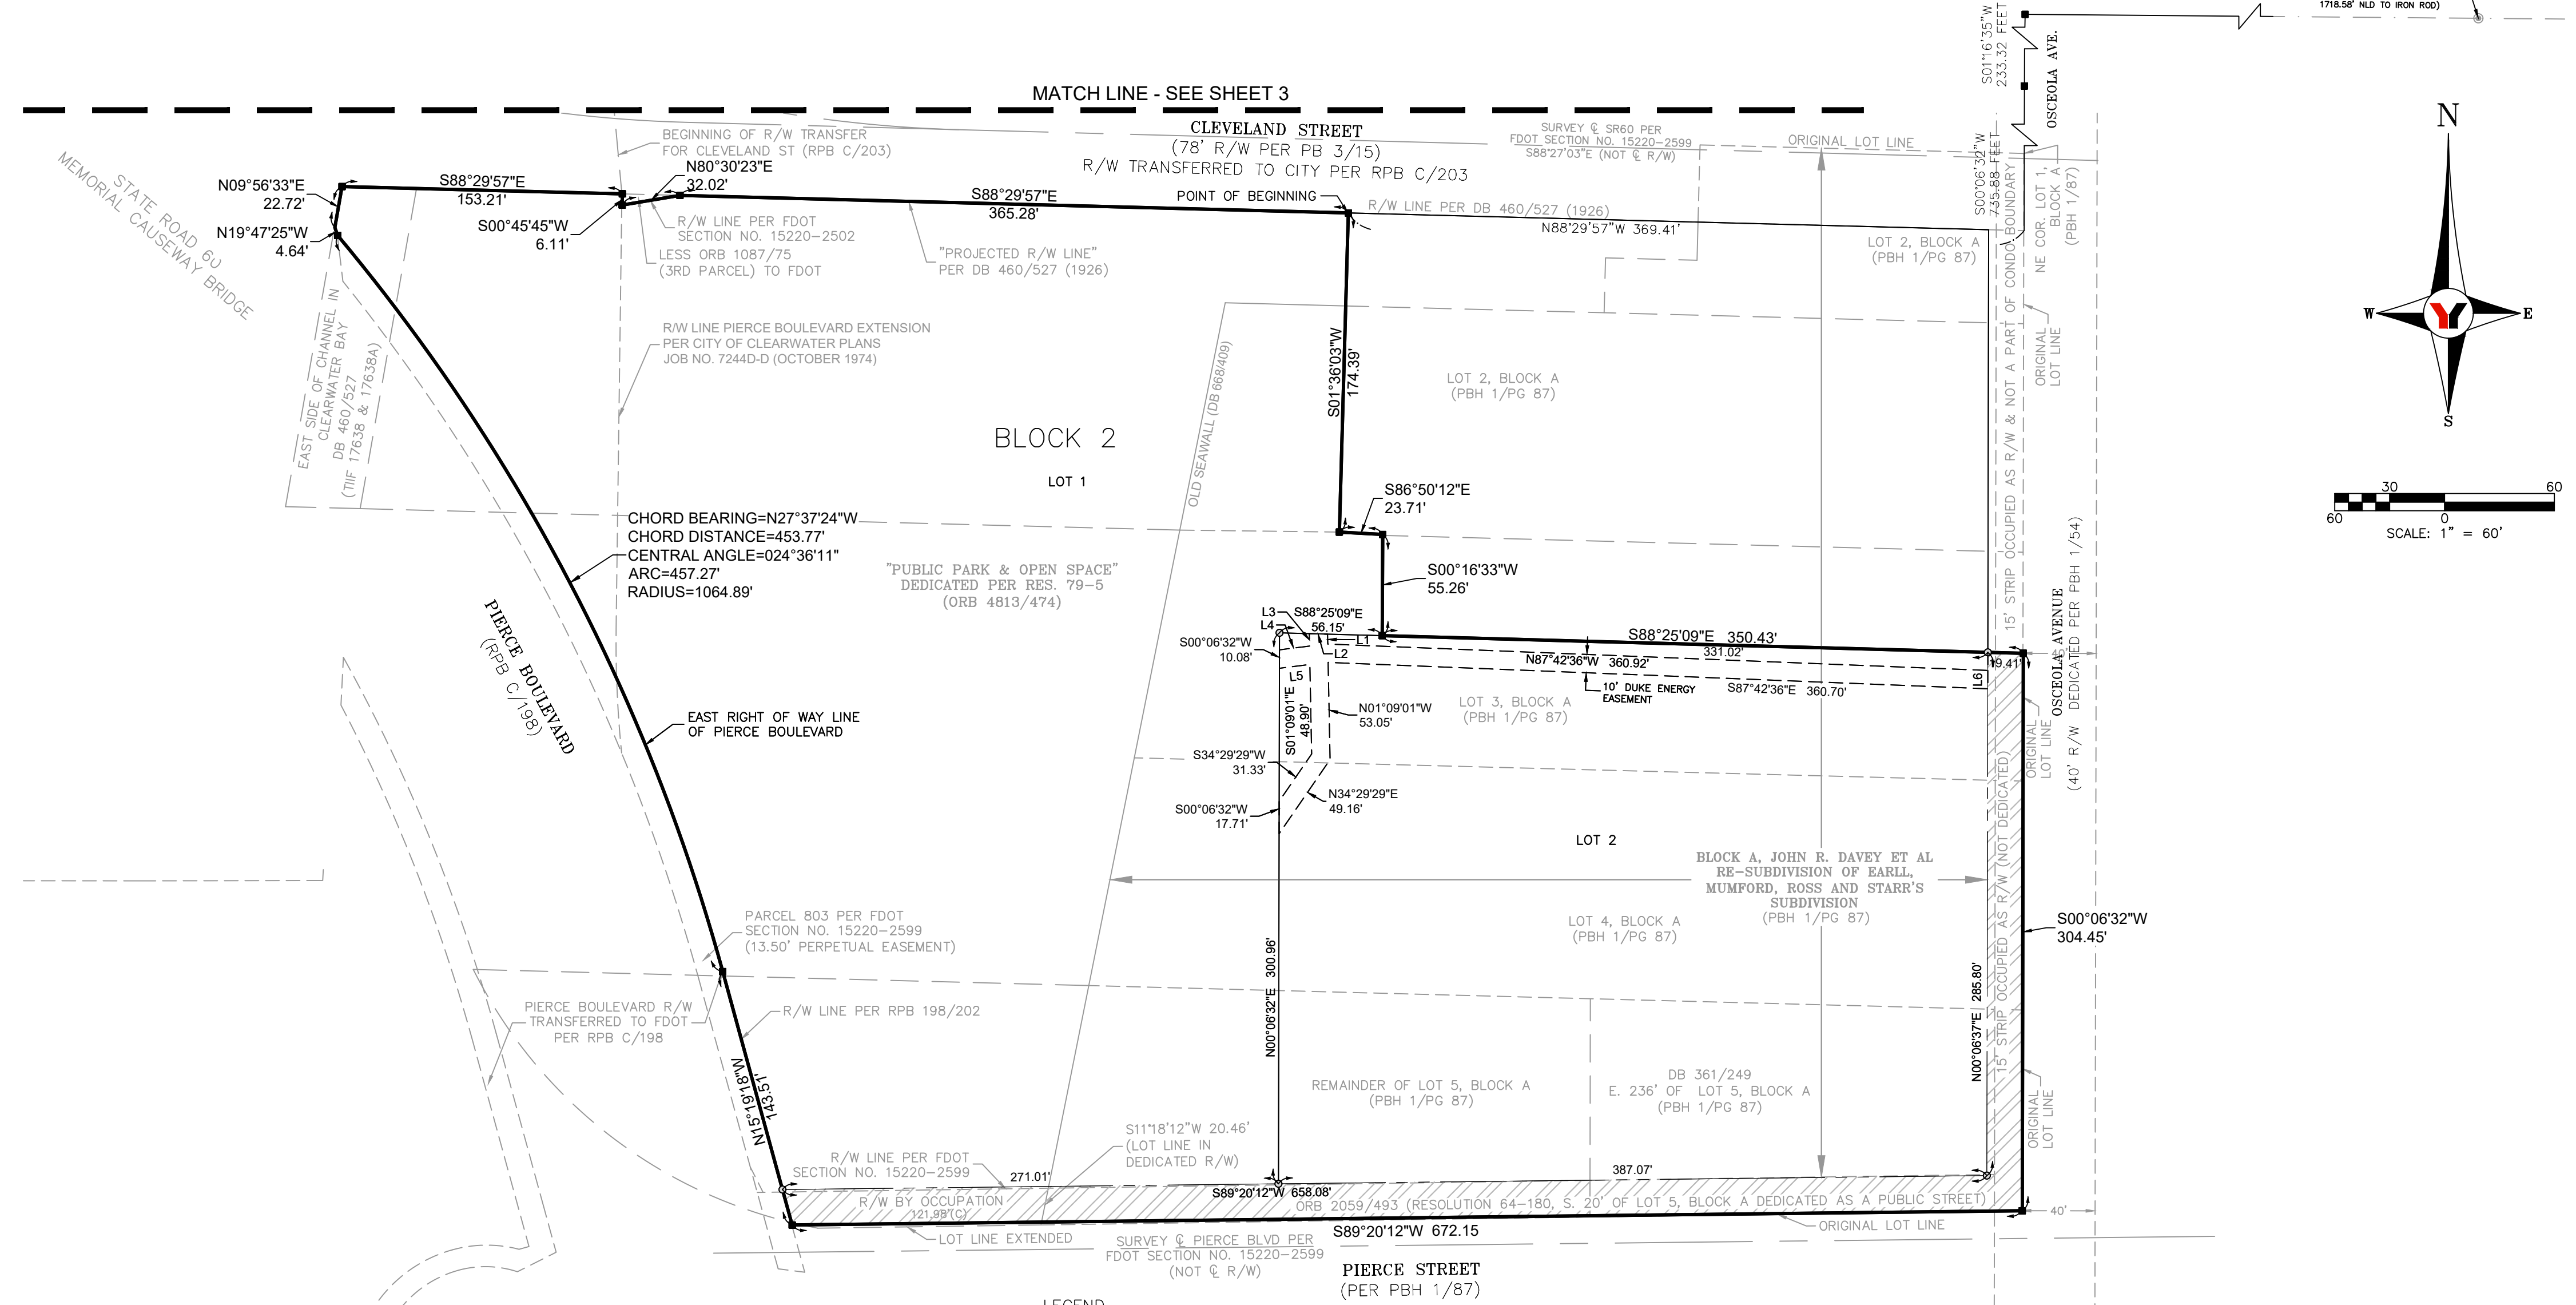 1718.58' NLD TO IRON ROD)
S01°16'35"W
233.32 FEET
OSCEOLA AVE.
MATCH LINE - SEE SHEET 3
CLEVELAND STREET
(78' R/W PER PB 3/15)
R/W TRANSFERRED TO CITY PER RPB C/203
BEGINNING OF R/W TRANSFER
FOR CLEVELAND ST (RPB C/203)
SURVEY ℄ SR60 PER
FDOT SECTION NO. 15220-2599
S88°27'03"E (NOT ℄ R/W)
ORIGINAL LOT LINE
S00°06'32"W
735.88 FEET
NE COR. LOT 1,
BLOCK A
(PBH 1/87)
STATE ROAD 60
MEMORIAL CAUSEWAY BRIDGE
N09°56'33"E
22.72'
N19°47'25"W
4.64'
S88°29'57"E
153.21'
N80°30'23"E
32.02'
S00°45'45"W
6.11'
R/W LINE PER FDOT
SECTION NO. 15220-2502
LESS ORB 1087/75
(3RD PARCEL) TO FDOT
S88°29'57"E
365.28'
POINT OF BEGINNING
R/W LINE PER DB 460/527 (1926)
N88°29'57"W 369.41'
"PROJECTED R/W LINE"
PER DB 460/527 (1926)
LOT 2, BLOCK A
(PBH 1/PG 87)
EAST SIDE OF CHANNEL IN
CLEARWATER BAY
DB 460/527
(TIIF 17638 & 17638A)
R/W LINE PIERCE BOULEVARD EXTENSION
PER CITY OF CLEARWATER PLANS
JOB NO. 7244D-D (OCTOBER 1974)
OLD SEAWALL (DB 668/409)
S01°36'03"W
174.39'
LOT 2, BLOCK A
(PBH 1/PG 87)
15' STRIP OCCUPIED AS R/W & NOT A PART OF CONDO BOUNDARY
ORIGINAL
LOT LINE
N
W
E
S
30
60
60
0
SCALE: 1" = 60'
BLOCK 2
LOT 1
S86°50'12"E
23.71'
CHORD BEARING=N27°37'24"W
CHORD DISTANCE=453.77'
CENTRAL ANGLE=024°36'11"
ARC=457.27'
RADIUS=1064.89'
"PUBLIC PARK & OPEN SPACE"
DEDICATED PER RES. 79-5
(ORB 4813/474)
S00°16'33"W
55.26'
PIERCE BOULEVARD
(RPB C/198)
L3
L4
S88°25'09"E
56.15'
L1
L2
S00°06'32"W
10.08'
L5
S88°25'09"E 350.43'
331.02'
19.41'
40'
N87°42'36"W 360.92'
10' DUKE ENERGY
EASEMENT
S87°42'36"E 360.70'
L6
OSCEOLA AVENUE
(40' R/W DEDICATED PER PBH 1/54)
LOT 3, BLOCK A
(PBH 1/PG 87)
S01°09'01"E
48.90'
N01°09'01"W
53.05'
S34°29'29"W
31.33'
N34°29'29"E
49.16'
S00°06'32"W
17.71'
EAST RIGHT OF WAY LINE
OF PIERCE BOULEVARD
ORIGINAL
LOT LINE
LOT 2
BLOCK A, JOHN R. DAVEY ET AL
RE-SUBDIVISION OF EARLL,
MUMFORD, ROSS AND STARR'S
SUBDIVISION
(PBH 1/PG 87)
15' STRIP OCCUPIED AS R/W (NOT DEDICATED)
PARCEL 803 PER FDOT
SECTION NO. 15220-2599
(13.50' PERPETUAL EASEMENT)
LOT 4, BLOCK A
(PBH 1/PG 87)
S00°06'32"W
304.45'
N00°06'32"E 300.96'
N00°06'37"E 285.80'
PIERCE BOULEVARD R/W
TRANSFERRED TO FDOT
PER RPB C/198
R/W LINE PER RPB 198/202
N15°19'18"W
143.51'
REMAINDER OF LOT 5, BLOCK A
(PBH 1/PG 87)
DB 361/249
E. 236' OF LOT 5, BLOCK A
(PBH 1/PG 87)
ORIGINAL
LOT LINE
S11°18'12"W 20.46'
(LOT LINE IN
DEDICATED R/W)
R/W LINE PER FDOT
SECTION NO. 15220-2599
271.01'
387.07'
S89°20'12"W 658.08'
R/W BY OCCUPATION
121.98'(C)
ORB 2059/493 (RESOLUTION 64-180, S. 20' OF LOT 5, BLOCK A DEDICATED AS A PUBLIC STREET)
40'
S89°20'12"W 672.15
ORIGINAL LOT LINE
LOT LINE EXTENDED
SURVEY ℄ PIERCE BLVD PER
FDOT SECTION NO. 15220-2599
(NOT ℄ R/W)
PIERCE STREET
(PER PBH 1/87)
LEGEND